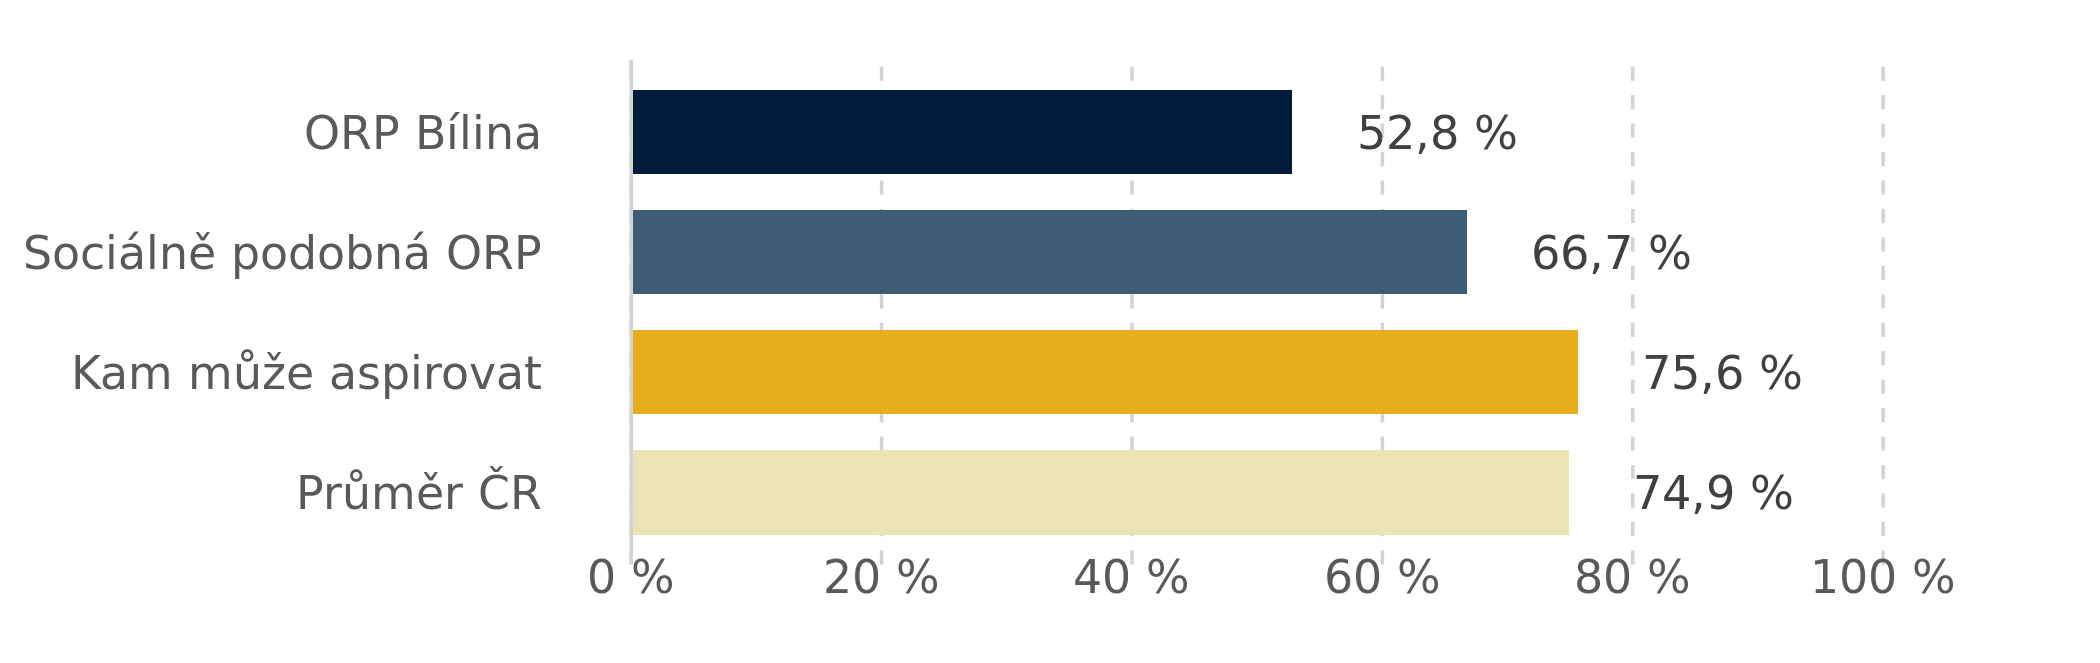 ORP Bílina 52,8 %
Sociálně podobná ORP 66,7 %
Kam může aspirovat 75,6 %
Průměr ČR 74,9 %
0 % 20 % 40 % 60 % 80 % 100 %